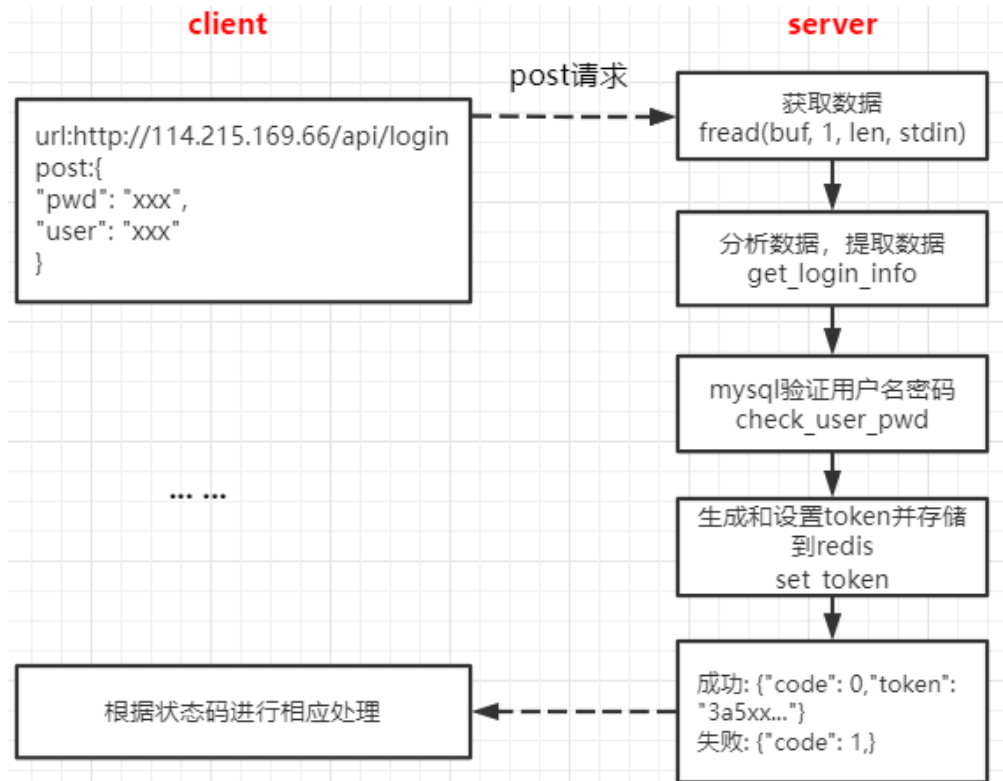 client
server
post请求
url:http://114.215.169.66/api/login
post:{
"pwd": "xxx",
"user": "xxx"
}
获取数据
fread(buf, 1, len, stdin)
分析数据，提取数据
get_login_info
mysql验证用户名密码
check_user_pwd
... ...
生成和设置token并存储
到redis
set_token
成功: {"code": 0,"token":
"3a5xx..."}
失败: {"code": 1,}
根据状态码进行相应处理